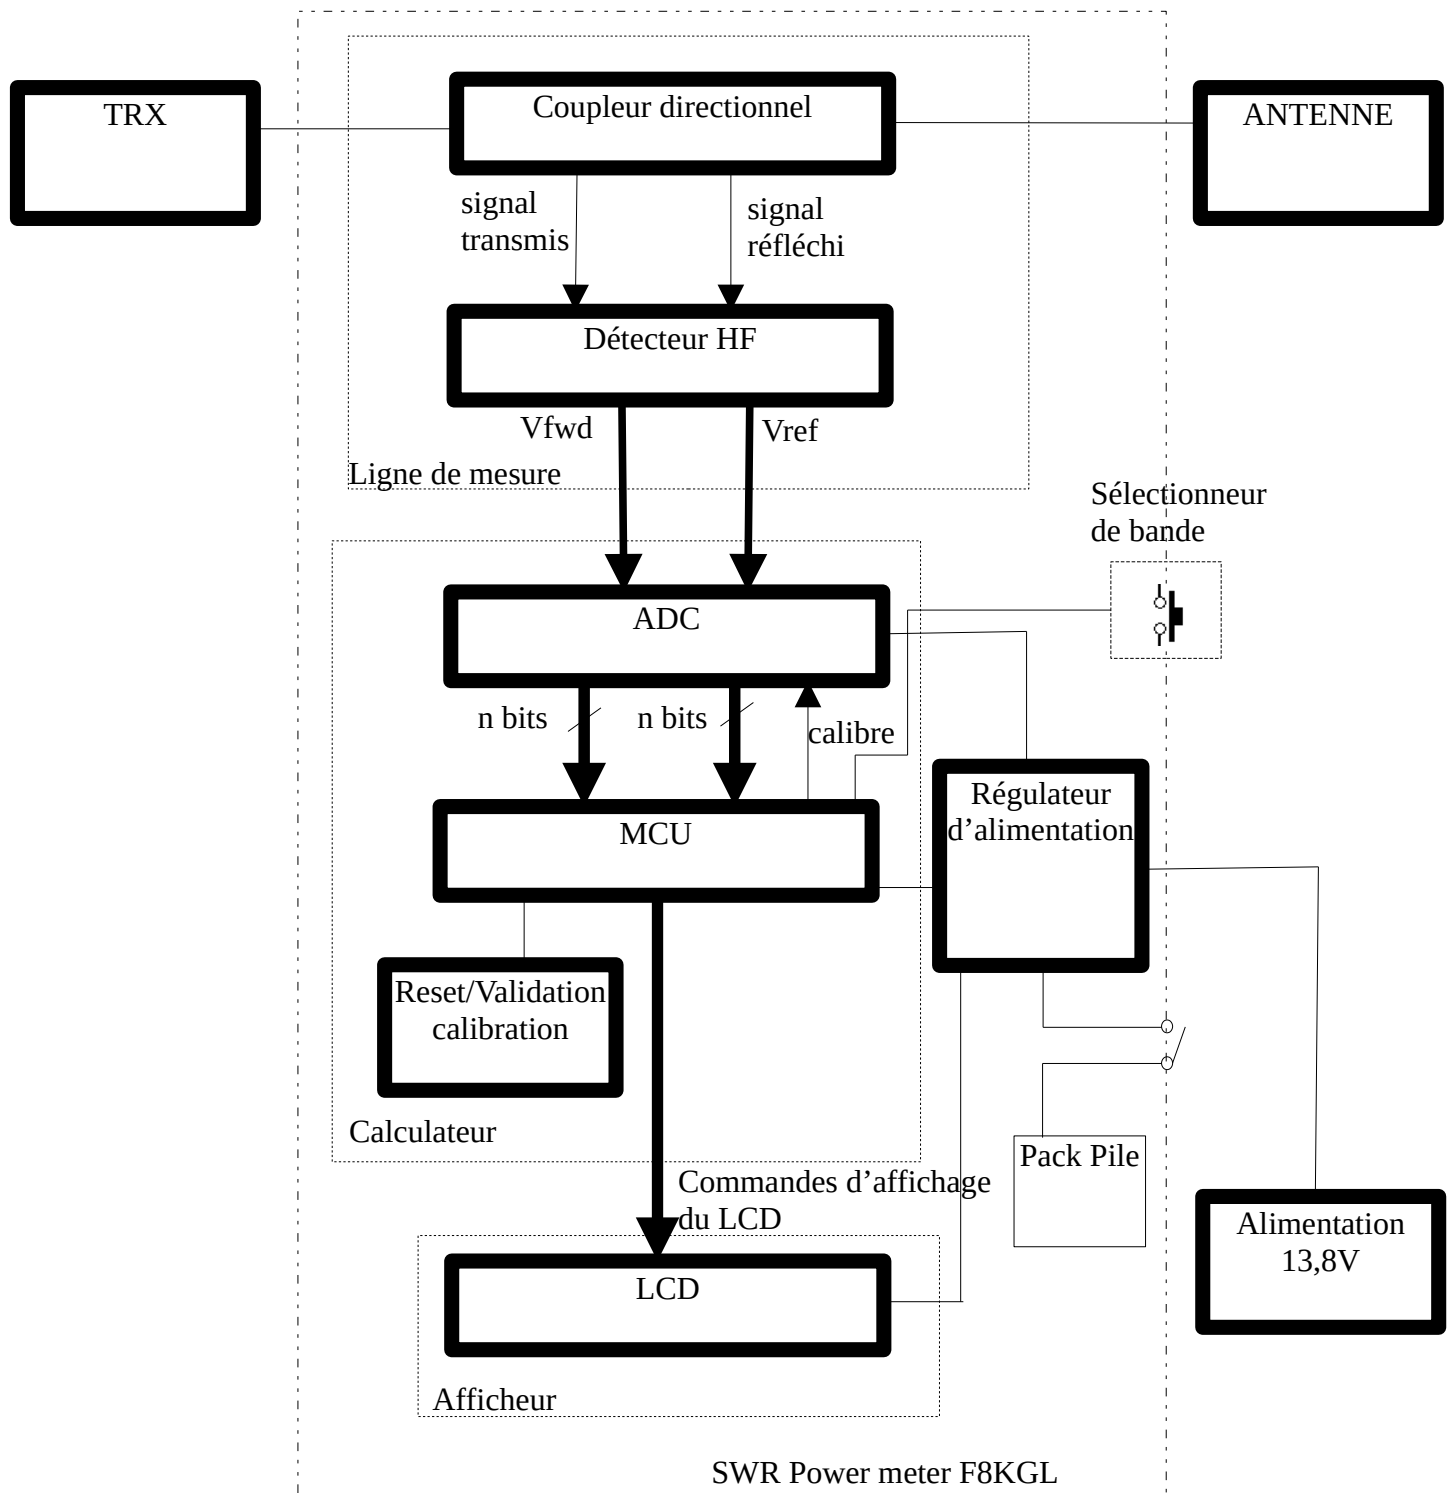 TRX
Coupleur directionnel
ANTENNE
signal
transmis
signal
réfléchi
Détecteur HF
Vfwd
Vref
Ligne de mesure
Sélectionneur
de bande
ADC
n bits
n bits
calibre
MCU
Régulateur
d’alimentation
Reset/Validation
calibration
Calculateur
Pack Pile
Commandes d’affichage
du LCD
Alimentation
13,8V
LCD
Afficheur
SWR Power meter F8KGL